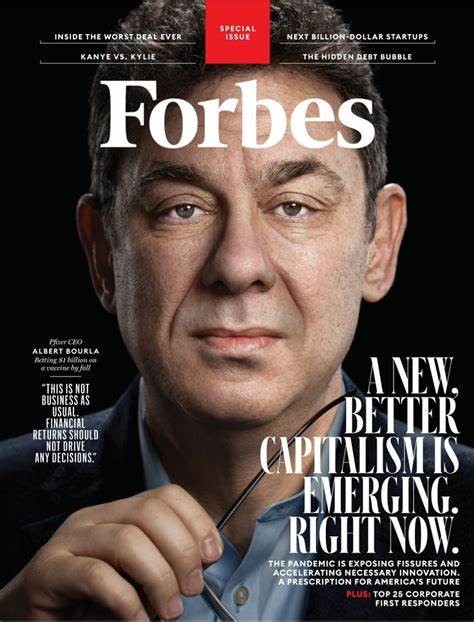 SPECIAL
ISSUE
INSIDE THE WORST DEAL EVER
KANYE VS. KYLIE
NEXT BILLION-DOLLAR STARTUPS
THE HIDDEN DEBT BUBBLE
Forbes
Pfizer CEO
ALBERT BOURLA
Betting $1 billion on
a vaccine by fall
"THIS IS NOT
BUSINESS AS
USUAL.
FINANCIAL
RETURNS SHOULD
NOT DRIVE
ANY DECISIONS."
A NEW,
BETTER
CAPITALISM IS
EMERGING.
RIGHT NOW.
THE PANDEMIC IS EXPOSING FISSURES AND
ACCELERATING NECESSARY INNOVATION.
A PRESCRIPTION FOR AMERICA'S FUTURE
PLUS: TOP 25 CORPORATE
FIRST RESPONDERS